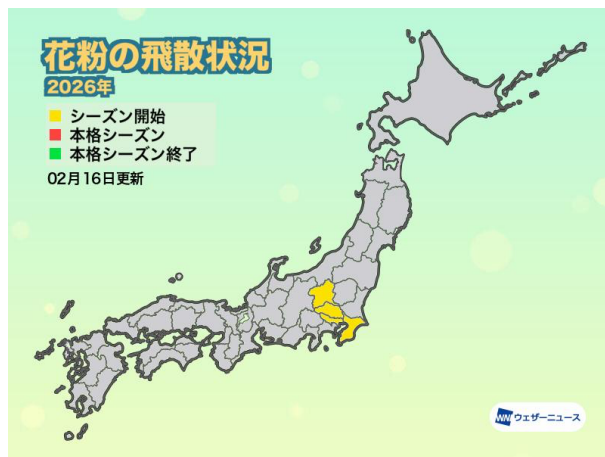 花粉の飛散状況
2026年
シーズン開始
本格シーズン
本格シーズン終了
02月16日更新
WN ウェザーニュース